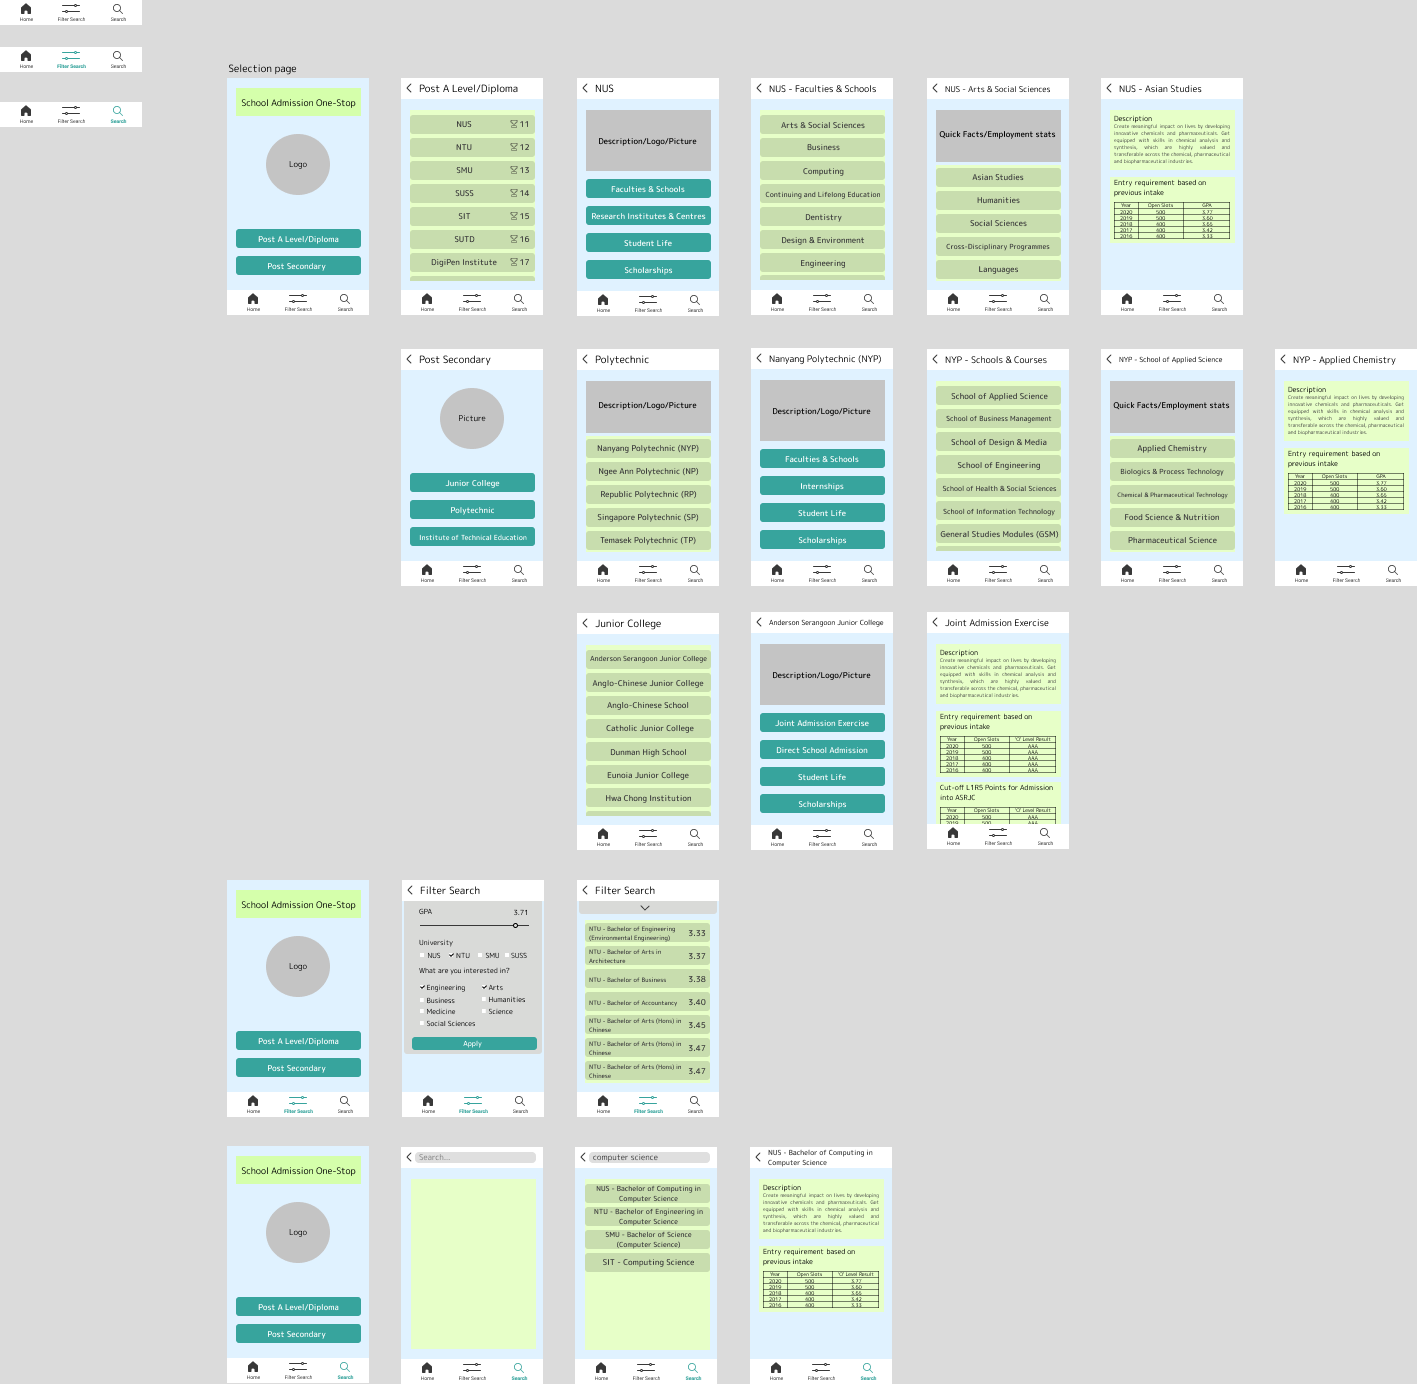 Home Filter Search Search
Home Filter Search Search
Home Filter Search Search
Selection page
School Admission One-Stop
Logo
Post A Level/Diploma
Post Secondary
Home Filter Search Search
Post A Level/Diploma
NUS 11
NTU 12
SMU 13
SUSS 14
SIT 15
SUTD 16
DigiPen Institute 17
Home Filter Search Search
NUS
Description/Logo/Picture
Faculties & Schools
Research Institutes & Centres
Student Life
Scholarships
Home Filter Search Search
NUS - Faculties & Schools
Arts & Social Sciences
Business
Computing
Continuing and Lifelong Education
Dentistry
Design & Environment
Engineering
Home Filter Search Search
NUS - Arts & Social Sciences
Quick Facts/Employment stats
Asian Studies
Humanities
Social Sciences
Cross-Disciplinary Programmes
Languages
Home Filter Search Search
NUS - Asian Studies
Description
Create meaningful impact on lives by developing
innovative chemicals and pharmaceuticals. Get
equipped with skills in chemical analysis and
synthesis, which are highly valued and
transferable across the chemical, pharmaceutical
and biopharmaceutical industries.
Entry requirement based on
previous intake
Year Open Slots GPA
2020 500 3.77
2019 500 3.60
2018 400 3.65
2017 400 3.42
2016 400 3.33
Home Filter Search Search
Post Secondary
Picture
Junior College
Polytechnic
Institute of Technical Education
Home Filter Search Search
Polytechnic
Description/Logo/Picture
Nanyang Polytechnic (NYP)
Ngee Ann Polytechnic (NP)
Republic Polytechnic (RP)
Singapore Polytechnic (SP)
Temasek Polytechnic (TP)
Home Filter Search Search
Nanyang Polytechnic (NYP)
Description/Logo/Picture
Faculties & Schools
Internships
Student Life
Scholarships
Home Filter Search Search
NYP - Schools & Courses
School of Applied Science
School of Business Management
School of Design & Media
School of Engineering
School of Health & Social Sciences
School of Information Technology
General Studies Modules (GSM)
Home Filter Search Search
NYP - School of Applied Science
Quick Facts/Employment stats
Applied Chemistry
Biologics & Process Technology
Chemical & Pharmaceutical Technology
Food Science & Nutrition
Pharmaceutical Science
Home Filter Search Search
NYP - Applied Chemistry
Description
Create meaningful impact on lives by developing
innovative chemicals and pharmaceuticals. Get
equipped with skills in chemical analysis and
synthesis, which are highly valued and
transferable across the chemical, pharmaceutical
and biopharmaceutical industries.
Entry requirement based on
previous intake
Year Open Slots GPA
2020 500 3.77
2019 500 3.60
2018 400 3.65
2017 400 3.42
2016 400 3.33
Home Filter Search Search
Junior College
Anderson Serangoon Junior College
Anglo-Chinese Junior College
Anglo-Chinese School
Catholic Junior College
Dunman High School
Eunoia Junior College
Hwa Chong Institution
Home Filter Search Search
Anderson Serangoon Junior College
Description/Logo/Picture
Joint Admission Exercise
Direct School Admission
Student Life
Scholarships
Home Filter Search Search
Joint Admission Exercise
Description
Create meaningful impact on lives by developing
innovative chemicals and pharmaceuticals. Get
equipped with skills in chemical analysis and
synthesis, which are highly valued and
transferable across the chemical, pharmaceutical
and biopharmaceutical industries.
Entry requirement based on
previous intake
Year Open Slots 'O' Level Result
2020 500 AAA
2019 500 AAA
2018 400 AAA
2017 400 AAA
2016 400 AAA
Cut-off L1R5 Points for Admission
into ASRJC
Year Open Slots 'O' Level Result
2020 500 AAA
2019 500 AAA
Home Filter Search Search
School Admission One-Stop
Logo
Post A Level/Diploma
Post Secondary
Home Filter Search Search
Filter Search
GPA 3.71
University
NUS NTU SMU SUSS
What are you interested in?
Engineering Arts
Business Humanities
Medicine Science
Social Sciences
Apply
Home Filter Search Search
Filter Search
NTU - Bachelor of Engineering
(Environmental Engineering) 3.33
NTU - Bachelor of Arts in
Architecture 3.37
NTU - Bachelor of Business 3.38
NTU - Bachelor of Accountancy 3.40
NTU - Bachelor of Arts (Hons) in
Chinese 3.45
NTU - Bachelor of Arts (Hons) in
Chinese 3.47
NTU - Bachelor of Arts (Hons) in
Chinese 3.47
Home Filter Search Search
School Admission One-Stop
Logo
Post A Level/Diploma
Post Secondary
Home Filter Search Search
Search...
Home Filter Search Search
computer science
NUS - Bachelor of Computing in
Computer Science
NTU - Bachelor of Engineering in
Computer Science
SMU - Bachelor of Science
(Computer Science)
SIT - Computing Science
Home Filter Search Search
NUS - Bachelor of Computing in
Computer Science
Description
Create meaningful impact on lives by developing
innovative chemicals and pharmaceuticals. Get
equipped with skills in chemical analysis and
synthesis, which are highly valued and
transferable across the chemical, pharmaceutical
and biopharmaceutical industries.
Entry requirement based on
previous intake
Year Open Slots 'O' Level Result
2020 500 3.77
2019 500 3.60
2018 400 3.65
2017 400 3.42
2016 400 3.33
Home Filter Search Search